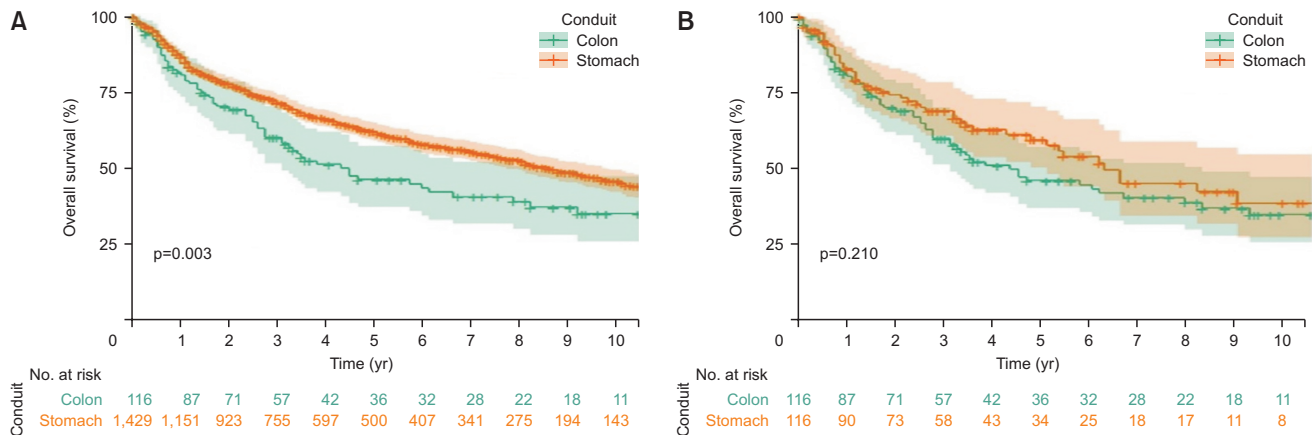 A
Overall survival (%)
100
75
50
25
0
1 2 3 4 5 6 7 8 9 10
Time (yr)
Conduit
Colon
Stomach
p=0.003
No. at risk
Conduit
Colon 116 87 71 57 42 36 32 28 22 18 11
Stomach 1,429 1,151 923 755 597 500 407 341 275 194 143
B
Overall survival (%)
100
75
50
25
0
1 2 3 4 5 6 7 8 9 10
Time (yr)
Conduit
Colon
Stomach
p=0.210
No. at risk
Conduit
Colon 116 87 71 57 42 36 32 28 22 18 11
Stomach 116 90 73 58 43 34 25 18 17 11 8